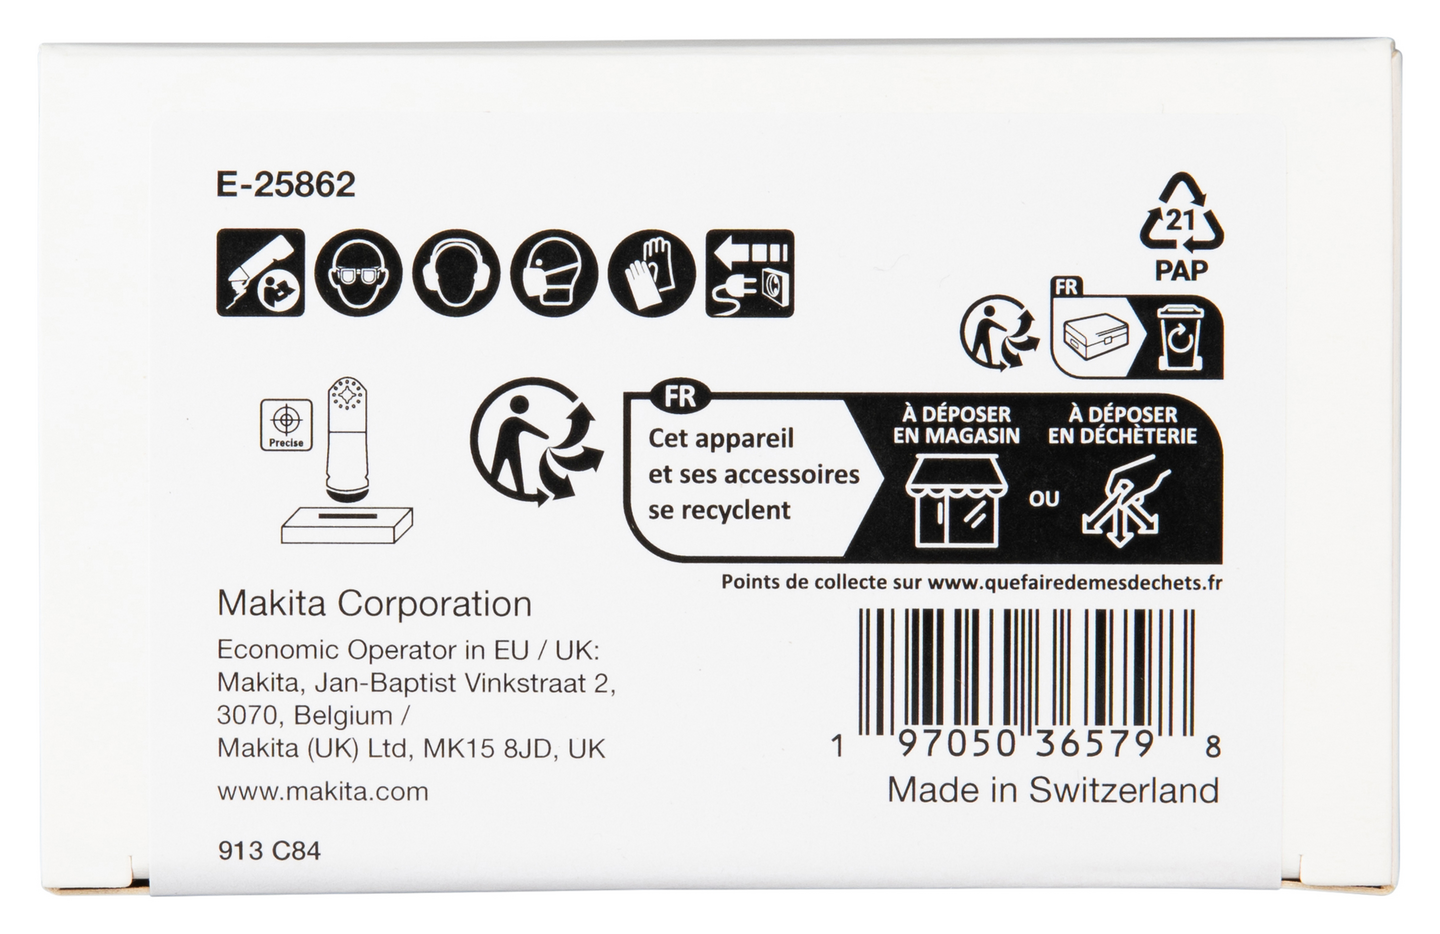 E-25862
21
PAP
FR
Precise
FR
Cet appareil
et ses accessoires
se recyclent
À DÉPOSER
EN MAGASIN
OU
À DÉPOSER
EN DÉCHÈTERIE
Points de collecte sur www.quefairedemesdechets.fr
Makita Corporation
Economic Operator in EU / UK:
Makita, Jan-Baptist Vinkstraat 2,
3070, Belgium /
Makita (UK) Ltd, MK15 8JD, UK
www.makita.com
913 C84
1 97050 36579 8
Made in Switzerland